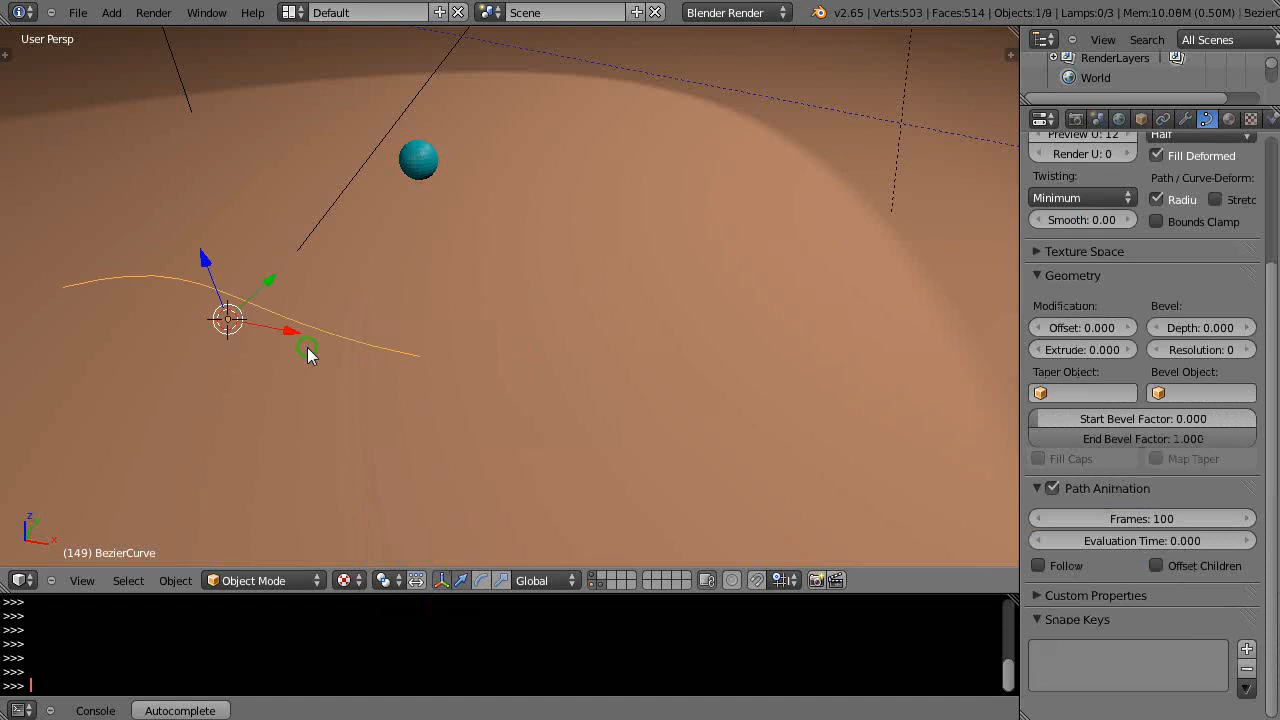 File Add Render Window Help Default Scene Blender Render v2.65 | Verts:503 | Faces:514 | Objects:1/9 | Lamps:0/3 | Mem:10.08M (0.50M) | Bezier
User Persp
View Search All Scenes
RenderLayers
World
Preview U: 12 Half
Render U: 0 Fill Deformed
Twisting: Path / Curve-Deform:
Minimum Radiu Stretc
Smooth: 0.00 Bounds Clamp
Texture Space
Geometry
Modification: Bevel:
Offset: 0.000 Depth: 0.000
Extrude: 0.000 Resolution: 0
Taper Object: Bevel Object:
Start Bevel Factor: 0.000
End Bevel Factor: 1.000
Fill Caps Map Taper
Path Animation
Frames: 100
Evaluation Time: 0.000
Follow Offset Children
Custom Properties
Shape Keys
z
y
x
(149) BezierCurve
View Select Object Object Mode Global
>>>
>>>
>>>
>>>
>>>
>>>
>>>
Console Autocomplete